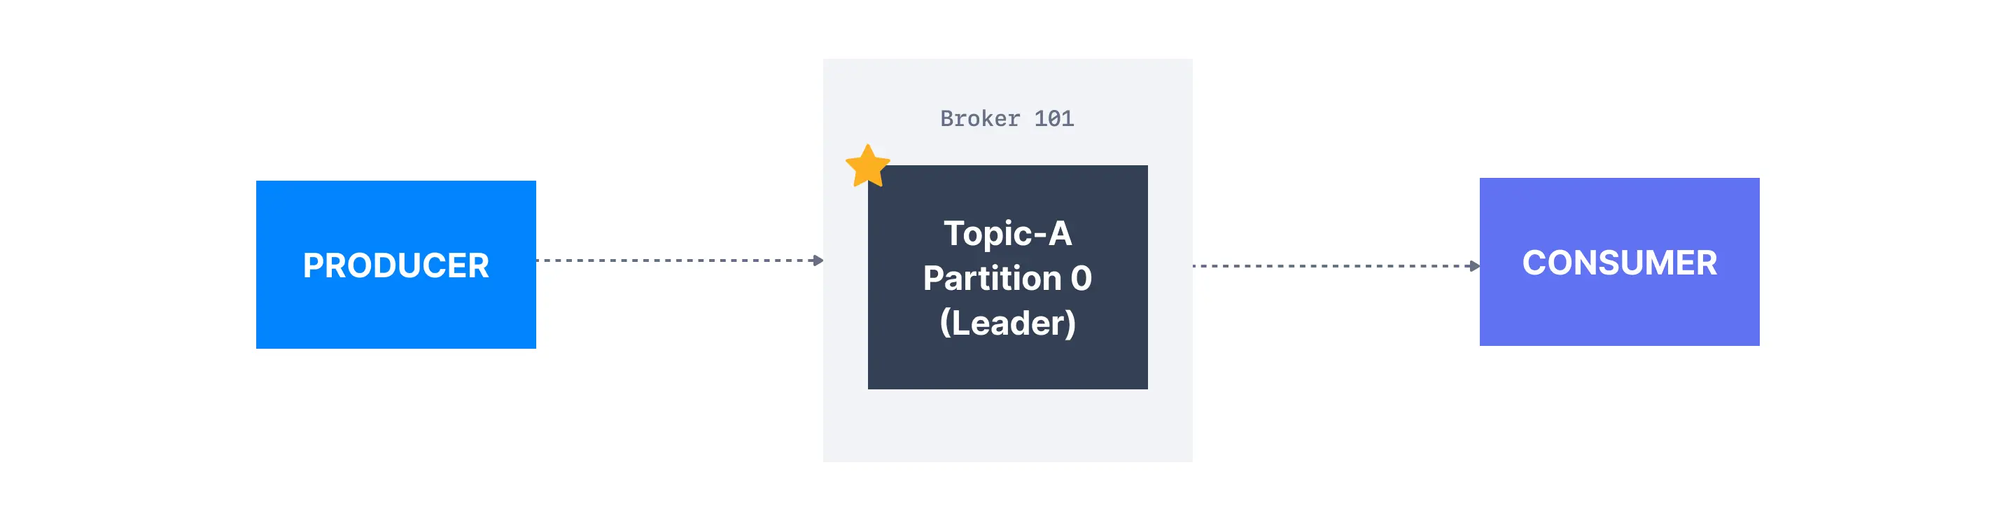 Broker 101
PRODUCER
Topic-A
Partition 0
(Leader)
CONSUMER